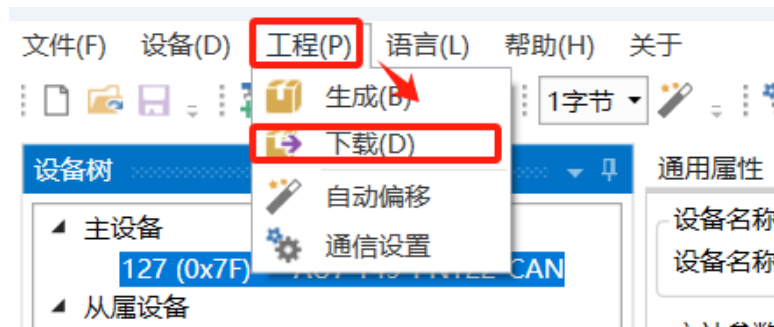 文件(F) 设备(D) 工程(P) 语言(L) 帮助(H) 关于
生成(B)
1字节
下载(D)
设备树
通用属性
自动偏移
主设备
设备名称
通信设置
127 (0x7F)
CAN
设备名称
从属设备